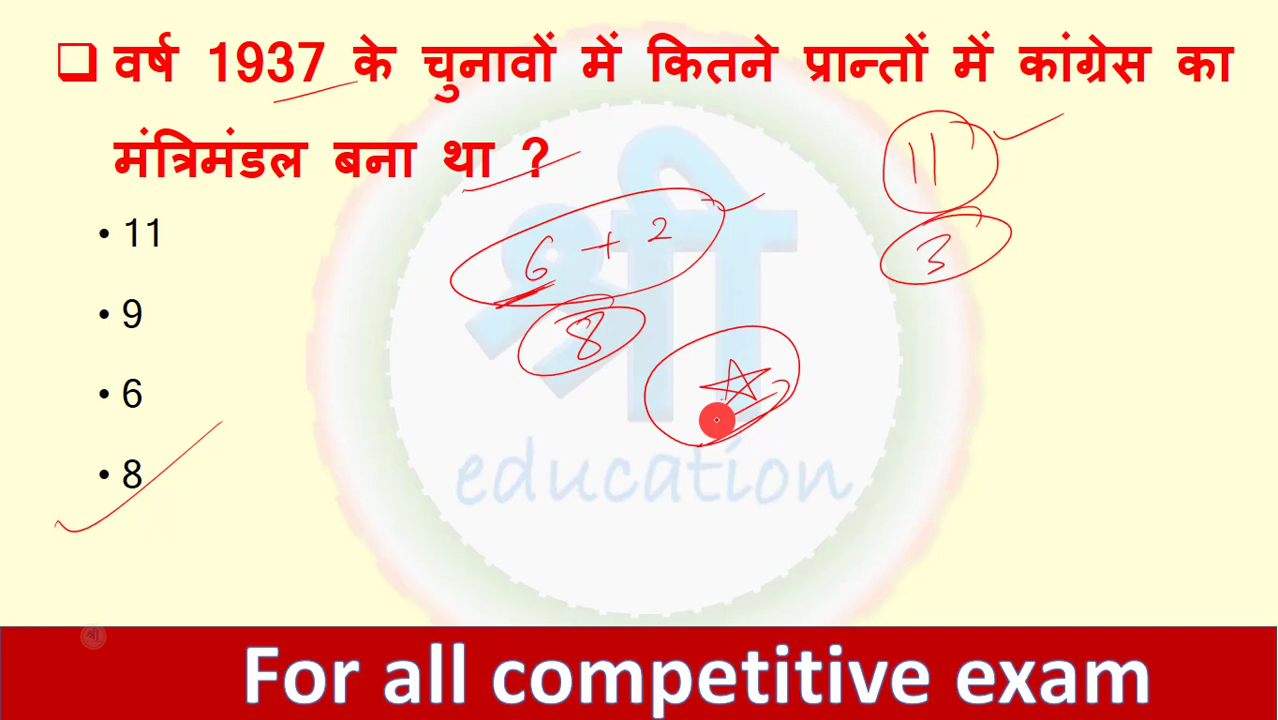 ❑ वर्ष 1937 के चुनावों में कितने प्रान्तों में कांग्रेस का
मंत्रिमंडल बना था ?
11
3
• 11
6 + 2
• 9
8
• 6
• 8
श्री
education
श्री
For all competitive exam